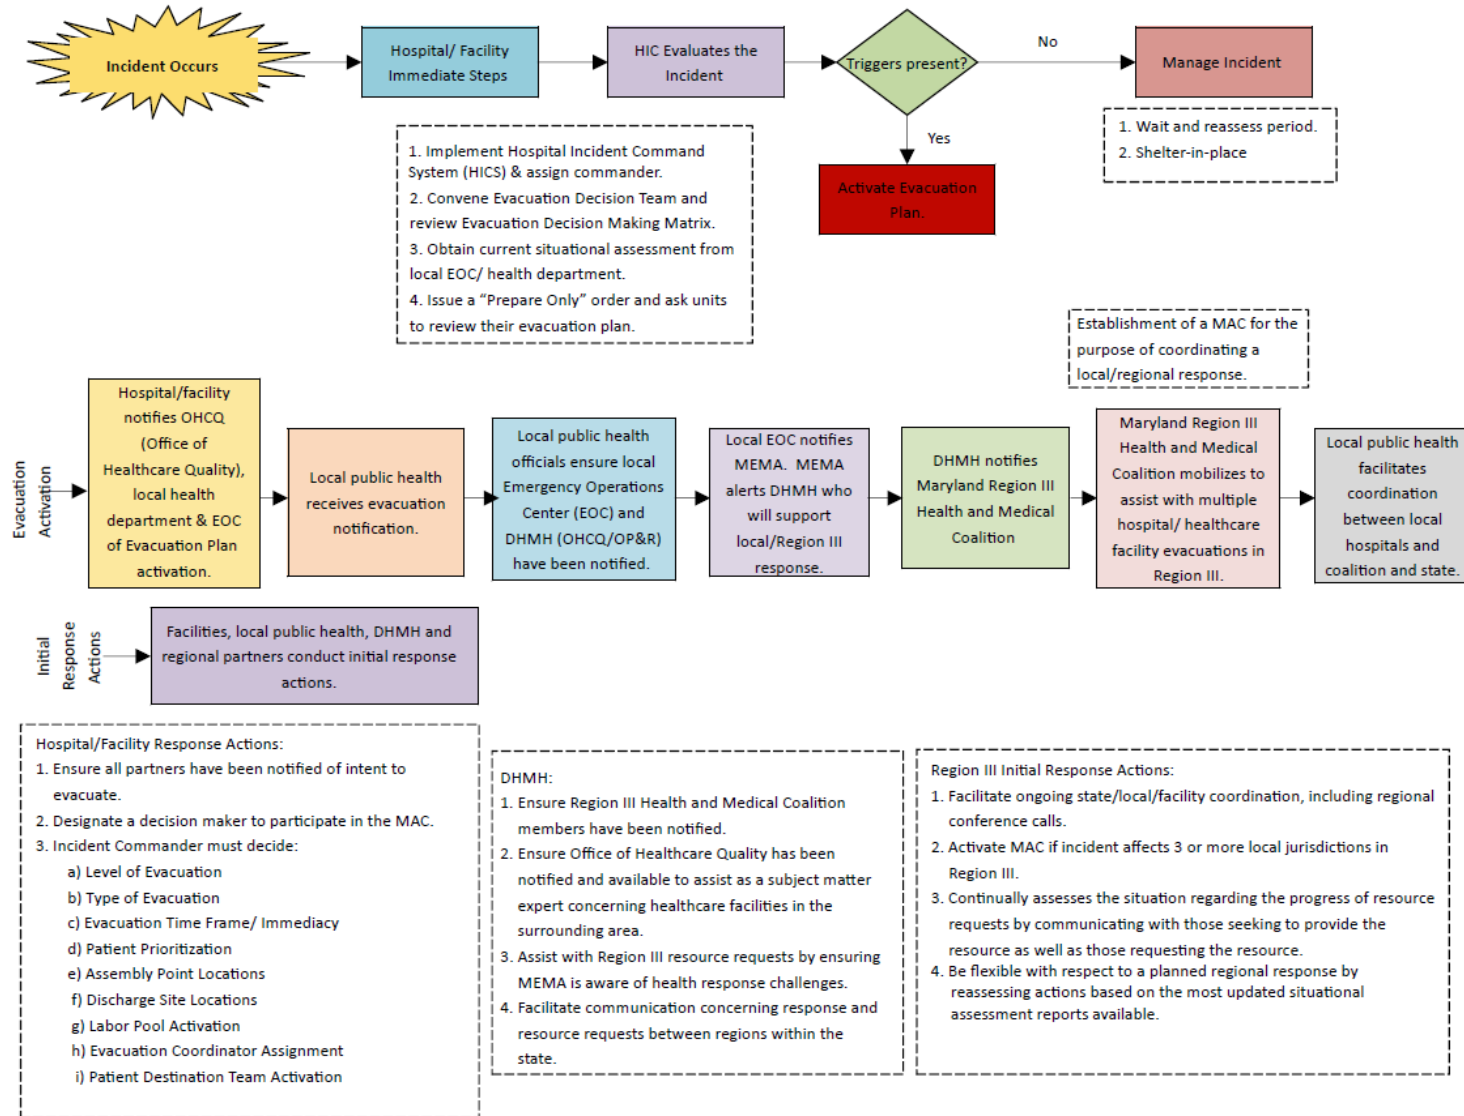 Incident Occurs
Hospital/ Facility
Immediate Steps
HIC Evaluates the
Incident
Triggers present?
No
Manage Incident
Yes
Activate Evacuation
Plan.
1. Wait and reassess period.
2. Shelter-in-place
1. Implement Hospital Incident Command
System (HICS) & assign commander.
2. Convene Evacuation Decision Team and
review Evacuation Decision Making Matrix.
3. Obtain current situational assessment from
local EOC/ health department.
4. Issue a “Prepare Only” order and ask units
to review their evacuation plan.
Establishment of a MAC for the
purpose of coordinating a
local/regional response.
Evacuation
Activation
Hospital/facility
notifies OHCQ
(Office of
Healthcare Quality),
local health
department & EOC
of Evacuation Plan
activation.
Local public health
receives evacuation
notification.
Local public health
officials ensure local
Emergency Operations
Center (EOC) and
DHMH (OHCQ/OP&R)
have been notified.
Local EOC notifies
MEMA.  MEMA
alerts DHMH who
will support
local/Region III
response.
DHMH notifies
Maryland Region III
Health and Medical
Coalition
Maryland Region III
Health and Medical
Coalition mobilizes to
assist with multiple
hospital/ healthcare
facility evacuations in
Region III.
Local public health
facilitates
coordination
between local
hospitals and
coalition and state.
Initial
Response
Actions
Facilities, local public health, DHMH and
regional partners conduct initial response
actions.
Hospital/Facility Response Actions:
1. Ensure all partners have been notified of intent to
evacuate.
2. Designate a decision maker to participate in the MAC.
3. Incident Commander must decide:
a) Level of Evacuation
b) Type of Evacuation
c) Evacuation Time Frame/ Immediacy
d) Patient Prioritization
e) Assembly Point Locations
f) Discharge Site Locations
g) Labor Pool Activation
h) Evacuation Coordinator Assignment
i) Patient Destination Team Activation
DHMH:
1. Ensure Region III Health and Medical Coalition
members have been notified.
2. Ensure Office of Healthcare Quality has been
notified and available to assist as a subject matter
expert concerning healthcare facilities in the
surrounding area.
3. Assist with Region III resource requests by ensuring
MEMA is aware of health response challenges.
4. Facilitate communication concerning response and
resource requests between regions within the
state.
Region III Initial Response Actions:
1. Facilitate ongoing state/local/facility coordination, including regional
conference calls.
2. Activate MAC if incident affects 3 or more local jurisdictions in
Region III.
3. Continually assesses the situation regarding the progress of resource
requests by communicating with those seeking to provide the
resource as well as those requesting the resource.
4. Be flexible with respect to a planned regional response by
reassessing actions based on the most updated situational
assessment reports available.